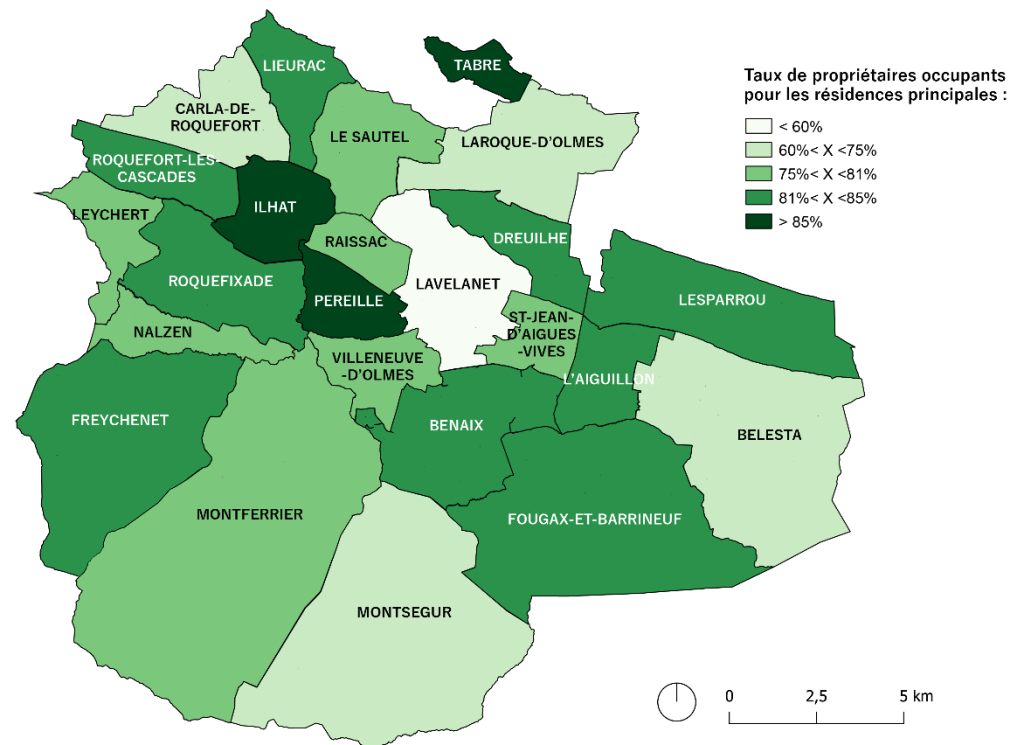 LIEURAC
TABRE
CARLA-DE-
ROQUEFORT
LE SAUTEL
LAROQUE-D'OLMES
ROQUEFORT-LES-
CASCADES
ILHAT
LEYCHERT
RAISSAC
DREUILHE
ROQUEFIXADE
LAVELANET
PEREILLE
LESPARROU
NALZEN
ST-JEAN-
D'AIGUES
-VIVES
VILLENEUVE
-D'OLMES
L'AIGUILLON
FREYCHENET
BENAIX
BELESTA
MONTFERRIER
FOUGAX-ET-BARRINEUF
MONTSEGUR
Taux de propriétaires occupants
pour les résidences principales :
< 60%
60%< X <75%
75%< X <81%
81%< X <85%
> 85%
0 2,5 5 km